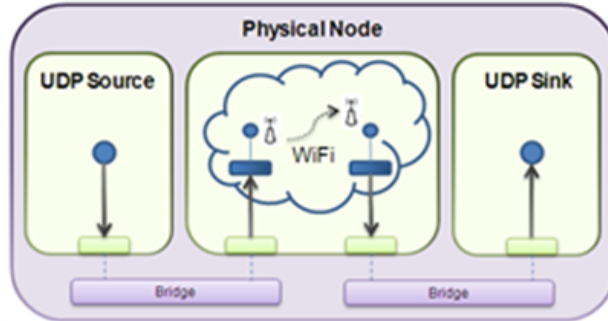 Physical Node
UDP Source
UDP Sink
WiFi
Bridge
Bridge